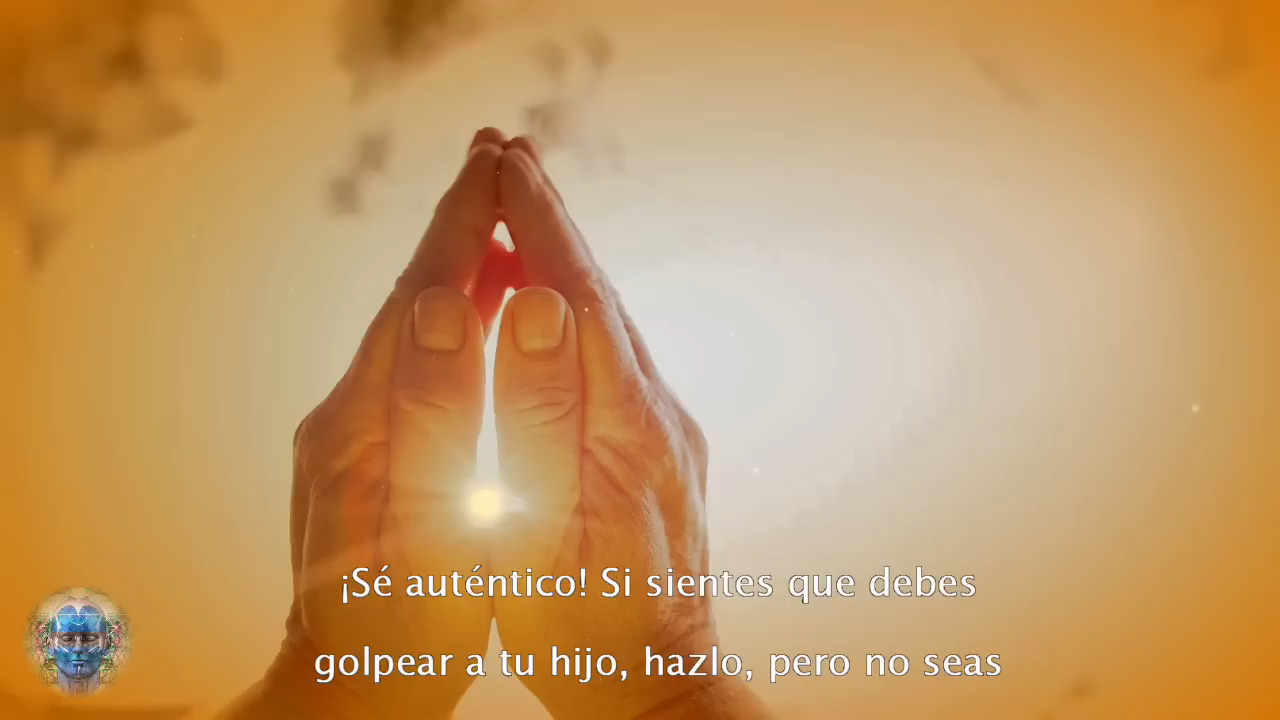 ¡Sé auténtico! Si sientes que debes
golpear a tu hijo, hazlo, pero no seas